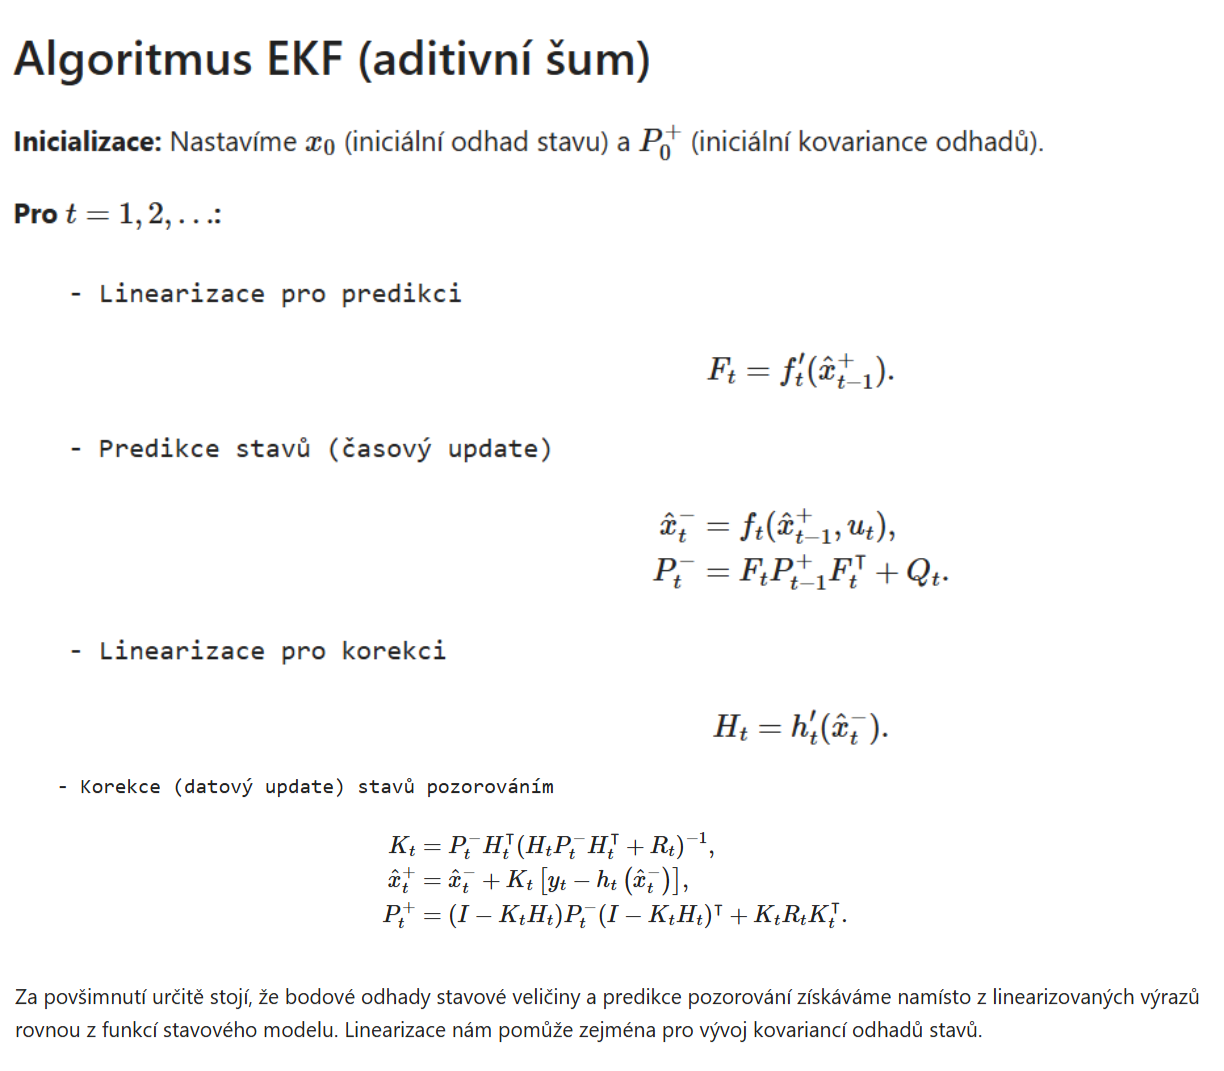 Algoritmus EKF (aditivní šum)
Inicializace: Nastavíme $x_0$ (iniciální odhad stavu) a $P_0^+$ (iniciální kovariance odhadů).
Pro $t = 1, 2, \ldots$:
- Linearizace pro predikci
$F_t = f_t'(\hat{x}_{t-1}^+).$
- Predikce stavů (časový update)
$\hat{x}_t^- = f_t(\hat{x}_{t-1}^+, u_t),$
$P_t^- = F_t P_{t-1}^+ F_t^\intercal + Q_t.$
- Linearizace pro korekci
$H_t = h_t'(\hat{x}_t^-).$
- Korekce (datový update) stavů pozorováním
$K_t = P_t^- H_t^\intercal (H_t P_t^- H_t^\intercal + R_t)^{-1},$
$\hat{x}_t^+ = \hat{x}_t^- + K_t \left[ y_t - h_t \left( \hat{x}_t^- \right) \right],$
$P_t^+ = (I - K_t H_t) P_t^- (I - K_t H_t)^\intercal + K_t R_t K_t^\intercal.$
Za povšimnutí určitě stojí, že bodové odhady stavové veličiny a predikce pozorování získáváme namísto z linearizovaných výrazů
rovnou z funkcí stavového modelu. Linearizace nám pomůže zejména pro vývoj kovariancí odhadů stavů.